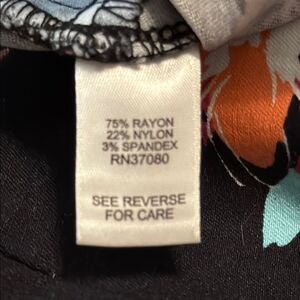 75% RAYON
22% NYLON
3% SPANDEX
RN37080
SEE REVERSE
FOR CARE